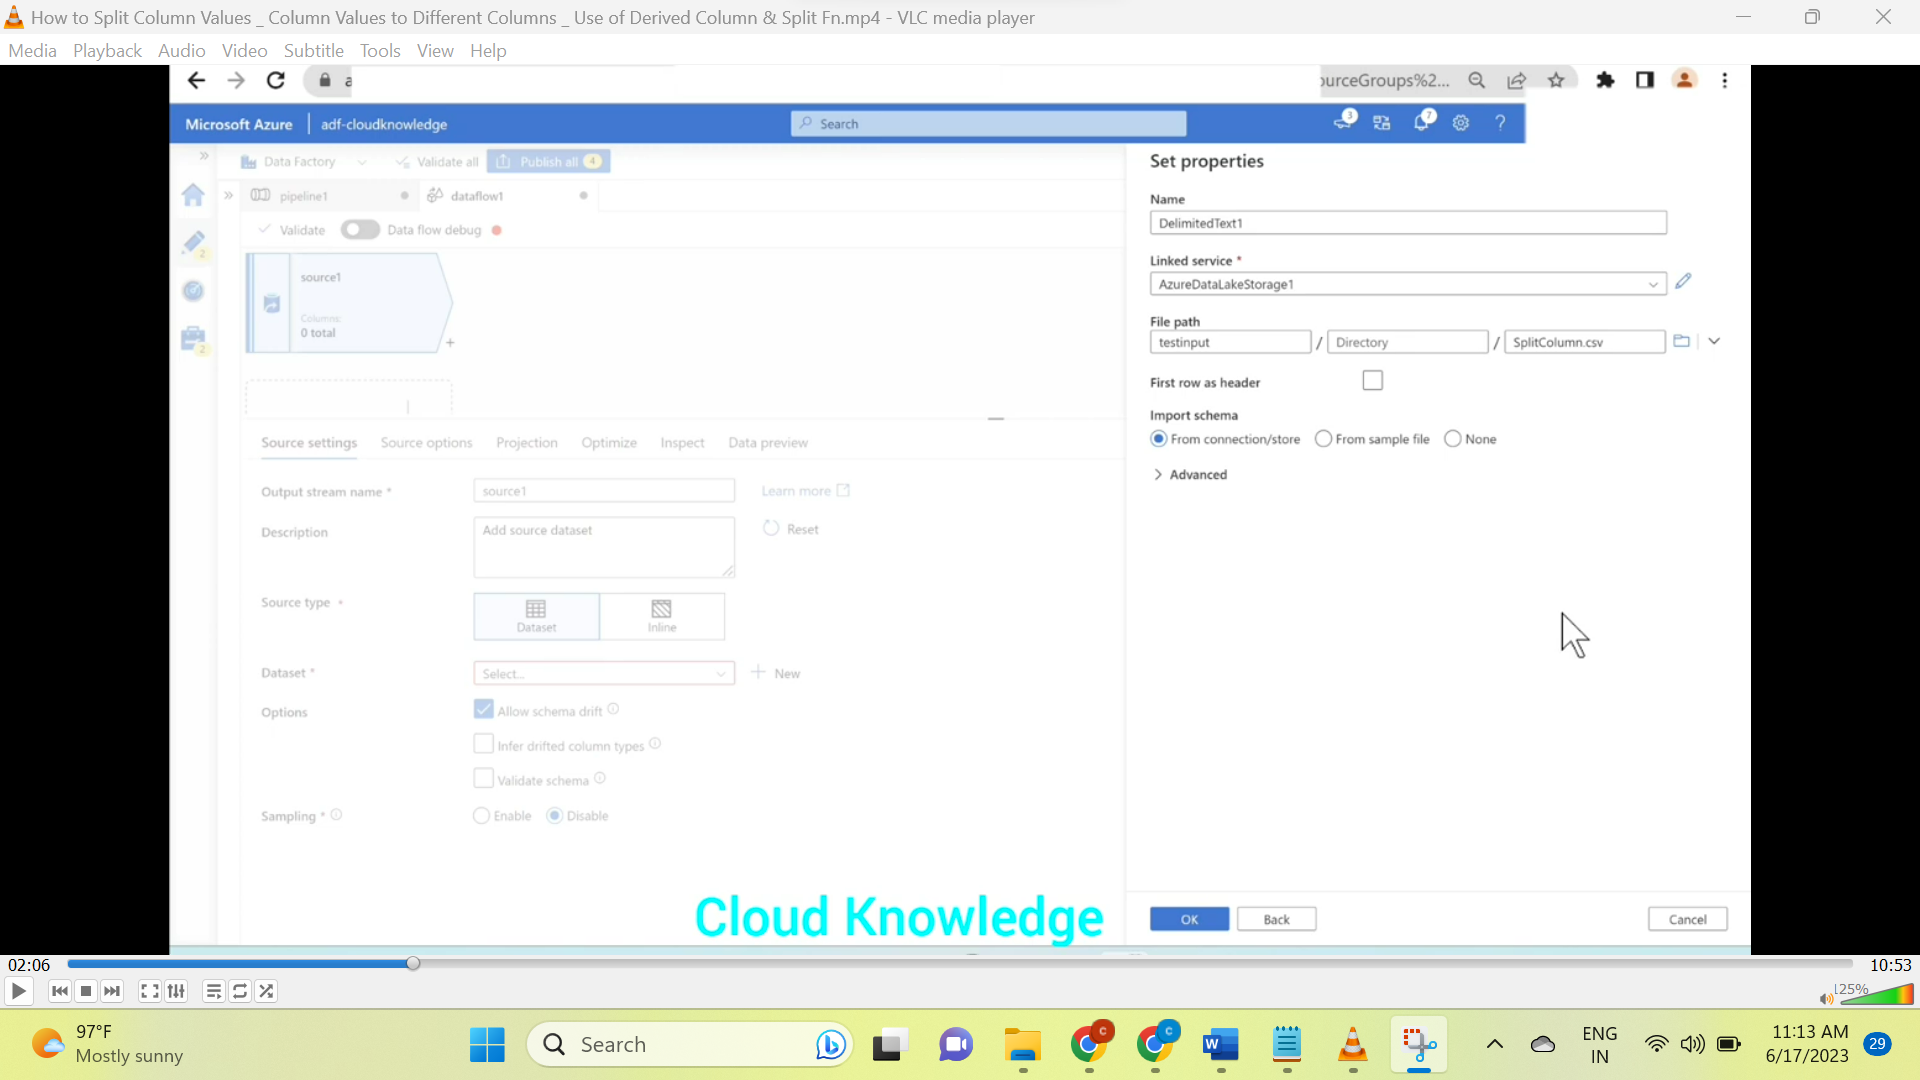 How to Split Column Values _ Column Values to Different Columns _ Use of Derived Column & Split Fn.mp4 - VLC media player
Media Playback Audio Video Subtitle Tools View Help
a
ourceGroups%2...
Microsoft Azure adf-cloudknowledge Search 3 7 ?
Data Factory Validate all Publish all 4
pipeline1 dataflow1
Validate Data flow debug
source1
Columns:
0 total
+
2
2
Source settings Source options Projection Optimize Inspect Data preview
Output stream name * source1 Learn more
Description Add source dataset Reset
Source type * Dataset Inline
Dataset * Select... + New
Options Allow schema drift
Infer drifted column types
Validate schema
Sampling * Enable Disable
Set properties
Name
DelimitedText1
Linked service *
AzureDataLakeStorage1
File path
testinput / Directory / SplitColumn.csv
First row as header
Import schema
From connection/store From sample file None
Advanced
OK Back Cancel
Cloud Knowledge
02:06 10:53
125%
97°F
Mostly sunny
Search
C C W
ENG
IN
11:13 AM
6/17/2023
29